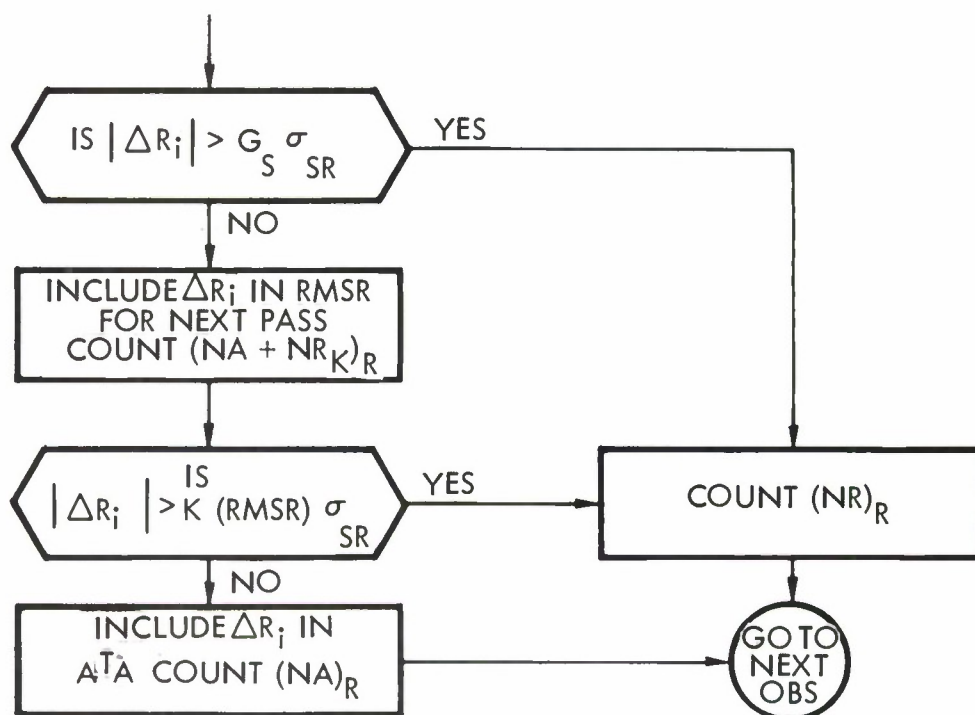 IS |ΔRi| > GS σSR
YES
NO
INCLUDE ΔRi IN RMSR
FOR NEXT PASS
COUNT (NA + NRK)R
IS
|ΔRi| > K (RMSR) σSR
YES
COUNT (NR)R
NO
INCLUDE ΔRi IN
ATA COUNT (NA)R
GO TO
NEXT
OBS